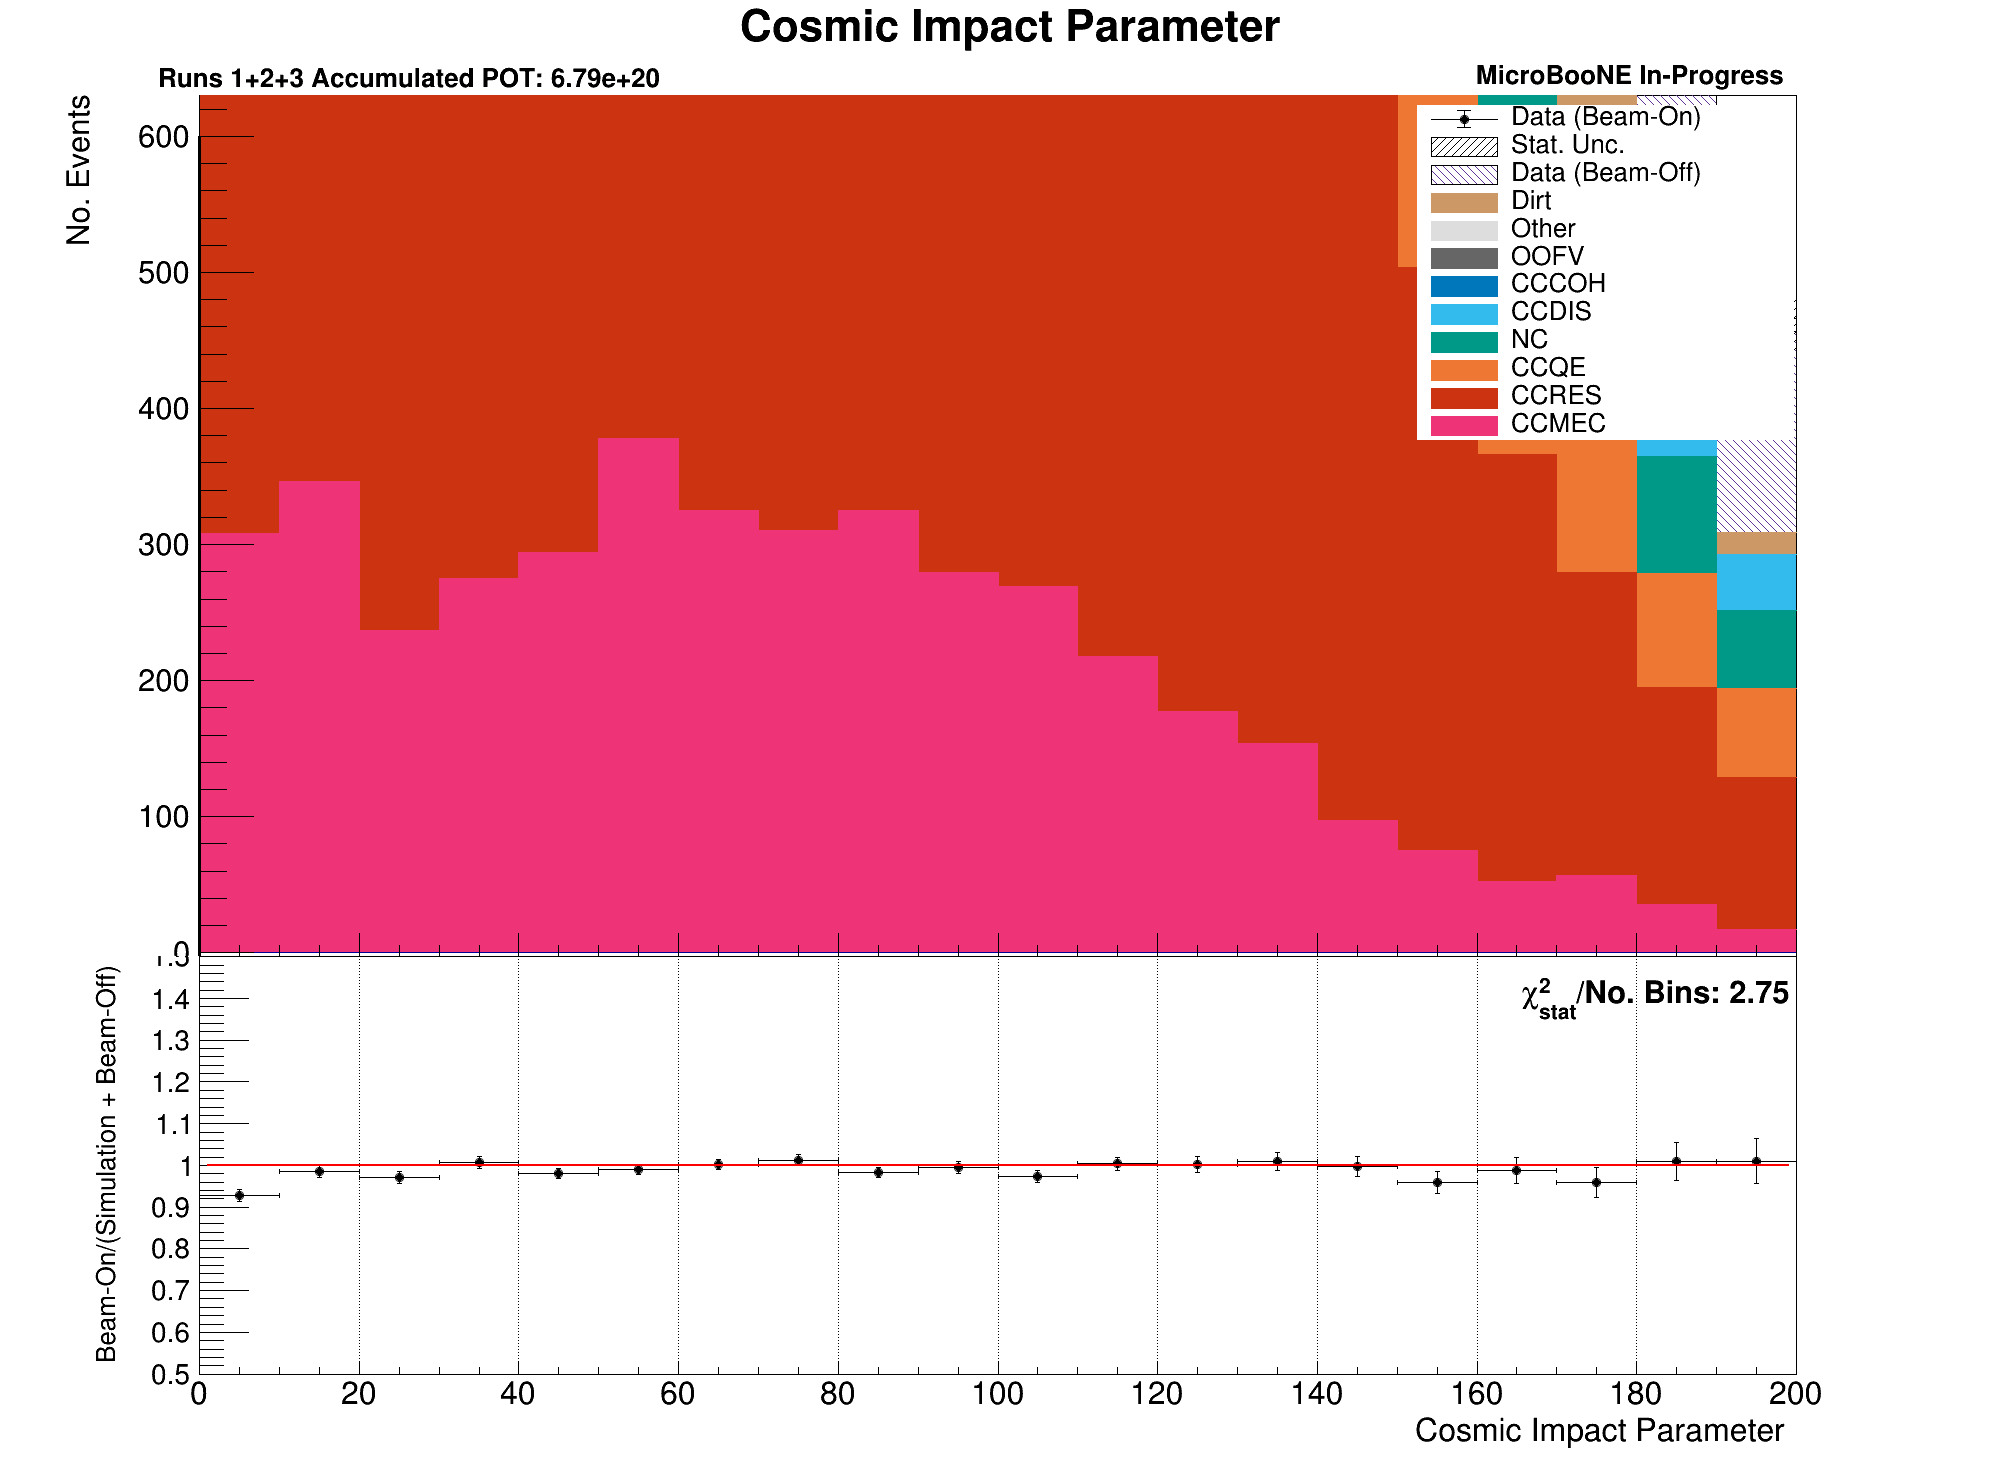 Cosmic Impact Parameter
Runs 1+2+3 Accumulated POT: 6.79e+20
MicroBooNE In-Progress
No. Events
600
500
400
300
200
100
0
Data (Beam-On)
Stat. Unc.
Data (Beam-Off)
Dirt
Other
OOFV
CCCOH
CCDIS
NC
CCQE
CCRES
CCMEC
Beam-On/(Simulation + Beam-Off)
1.5
1.4
1.3
1.2
1.1
1
0.9
0.8
0.7
0.6
0.5
χ²stat/No. Bins: 2.75
0 20 40 60 80 100 120 140 160 180 200
Cosmic Impact Parameter